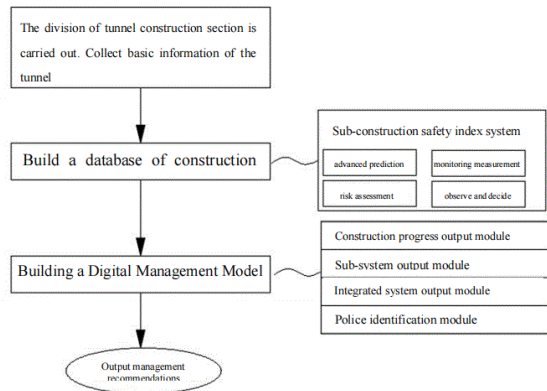 The division of tunnel construction section is
carried out. Collect basic information of the
tunnel
Build a database of construction
Sub-construction safety index system
advanced prediction
monitoring measurement
risk assessment
observe and decide
Building a Digital Management Model
Construction progress output module
Sub-system output module
Integrated system output module
Police identification module
Output management
recommendations